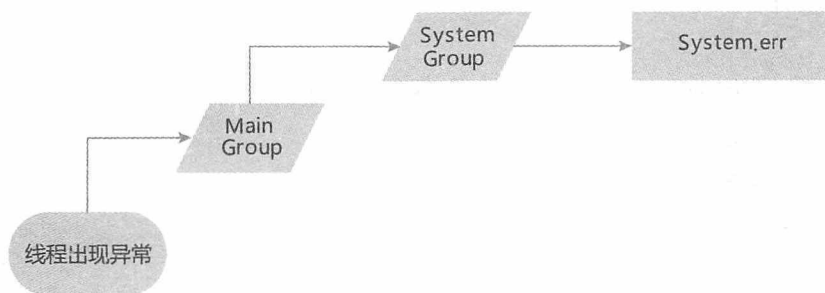 System
Group
System.err
Main
Group
线程出现异常